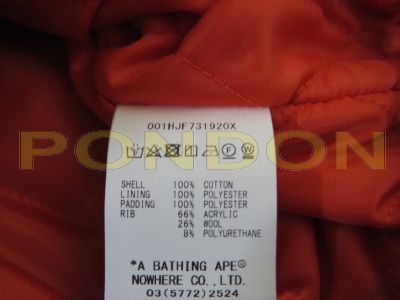 001HJF731920X
PONDON
SHELL 100% COTTON
LINING 100% POLYESTER
PADDING 100% POLYESTER
RIB 66% ACRYLIC
26% WOOL
8% POLYURETHANE
*A BATHING APE®
NOWHERE CO., LTD.
03(5772)2524